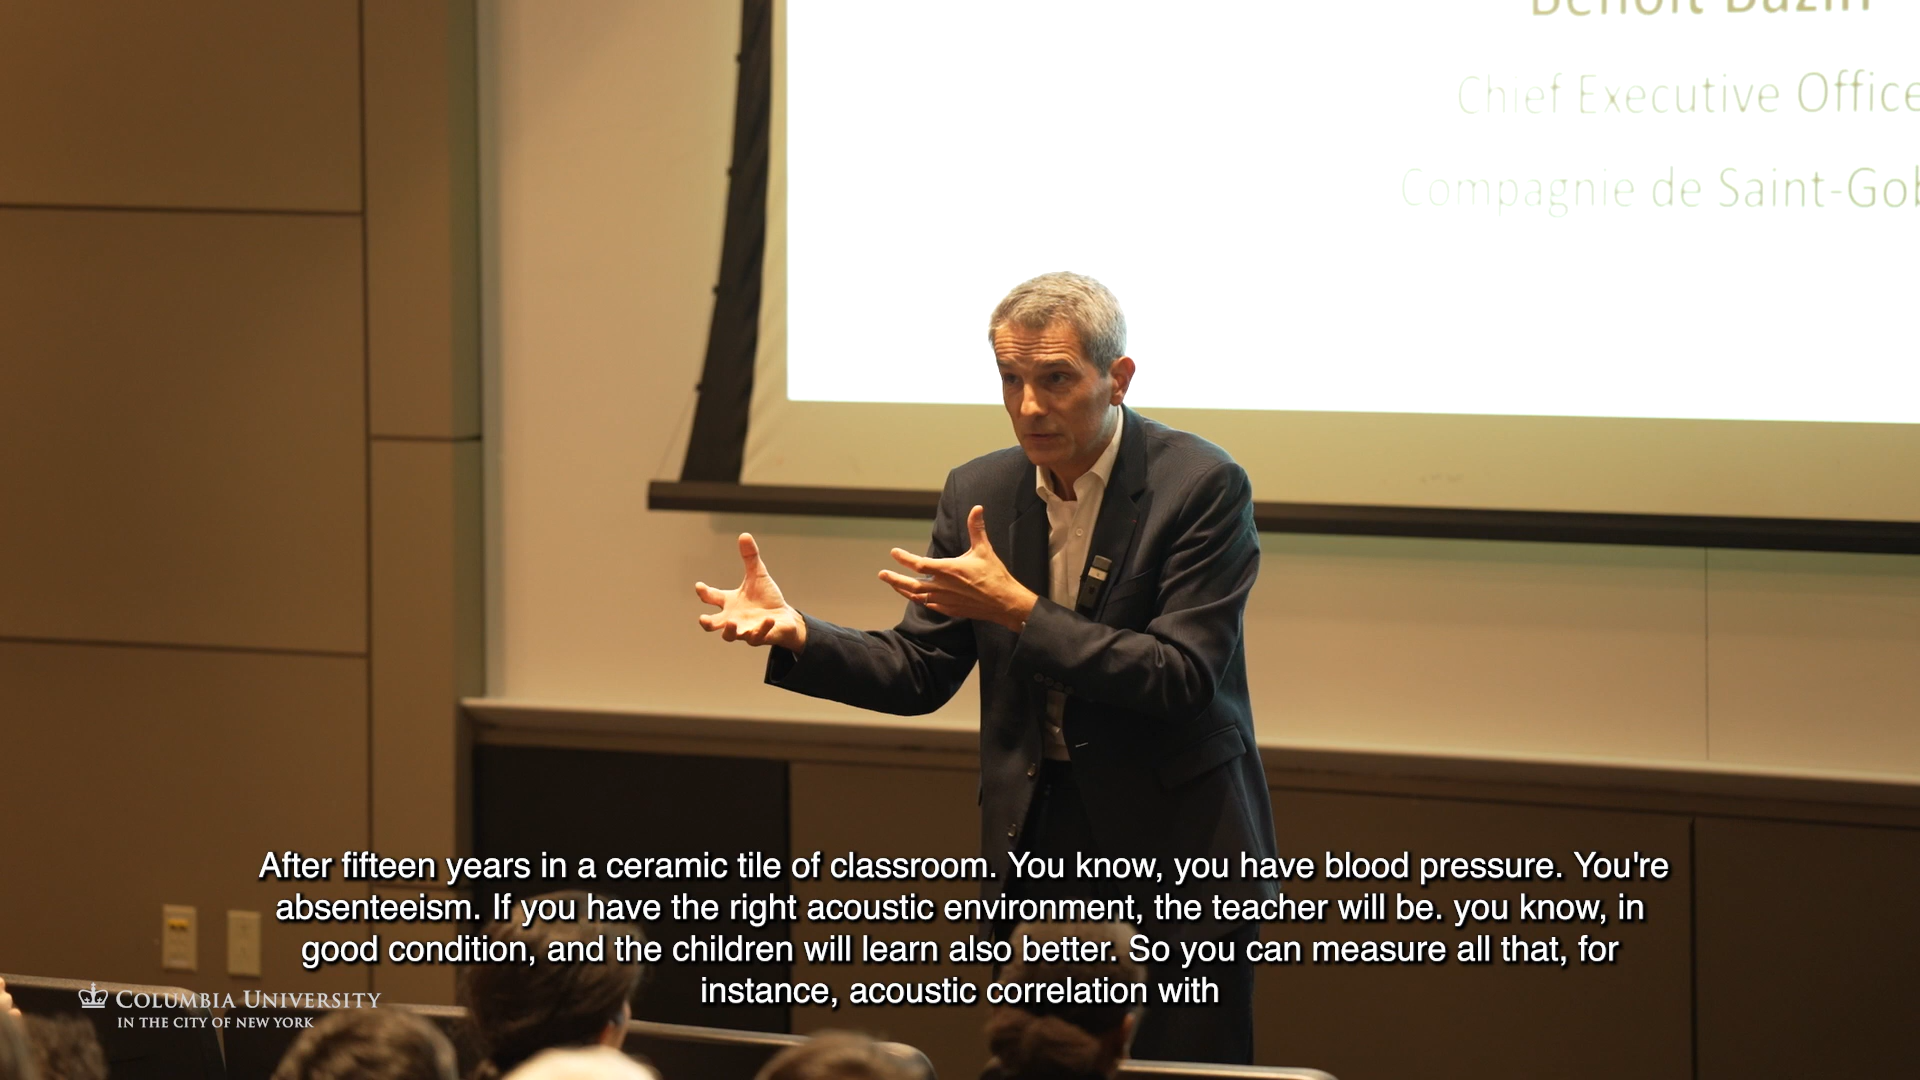 Benoît Bazin
Chief Executive Office
Compagnie de Saint-Gob
After fifteen years in a ceramic tile of classroom. You know, you have blood pressure. You're
absenteeism. If you have the right acoustic environment, the teacher will be. you know, in
good condition, and the children will learn also better. So you can measure all that, for
instance, acoustic correlation with
COLUMBIA UNIVERSITY
IN THE CITY OF NEW YORK